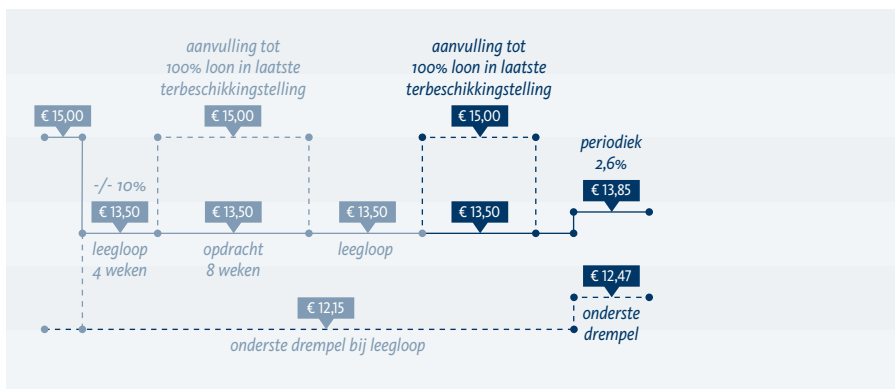 aanvulling tot
100% loon in laatste
terbeschikkingstelling
aanvulling tot
100% loon in laatste
terbeschikkingstelling
€ 15,00
€ 15,00
€ 15,00
periodiek
2,6%
-/- 10%
€ 13,85
€ 13,50
€ 13,50
€ 13,50
€ 13,50
leegloop
4 weken
opdracht
8 weken
leegloop
€ 12,47
€ 12,15
onderste
drempel
onderste drempel bij leegloop